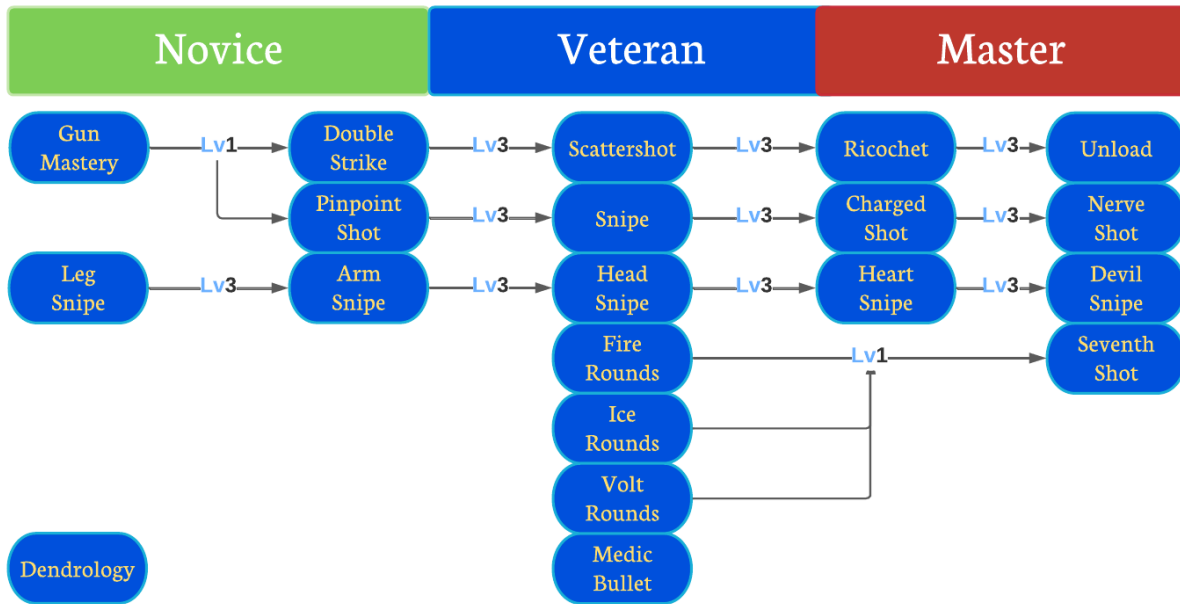 Novice Veteran Master
Gun
Mastery
Lv1
Double
Strike
Lv3
Scattershot
Lv3
Ricochet
Lv3
Unload
Pinpoint
Shot
Lv3
Snipe
Lv3
Charged
Shot
Lv3
Nerve
Shot
Leg
Snipe
Lv3
Arm
Snipe
Lv3
Head
Snipe
Lv3
Heart
Snipe
Lv3
Devil
Snipe
Fire
Rounds
Lv1
Seventh
Shot
Ice
Rounds
Volt
Rounds
Dendrology
Medic
Bullet